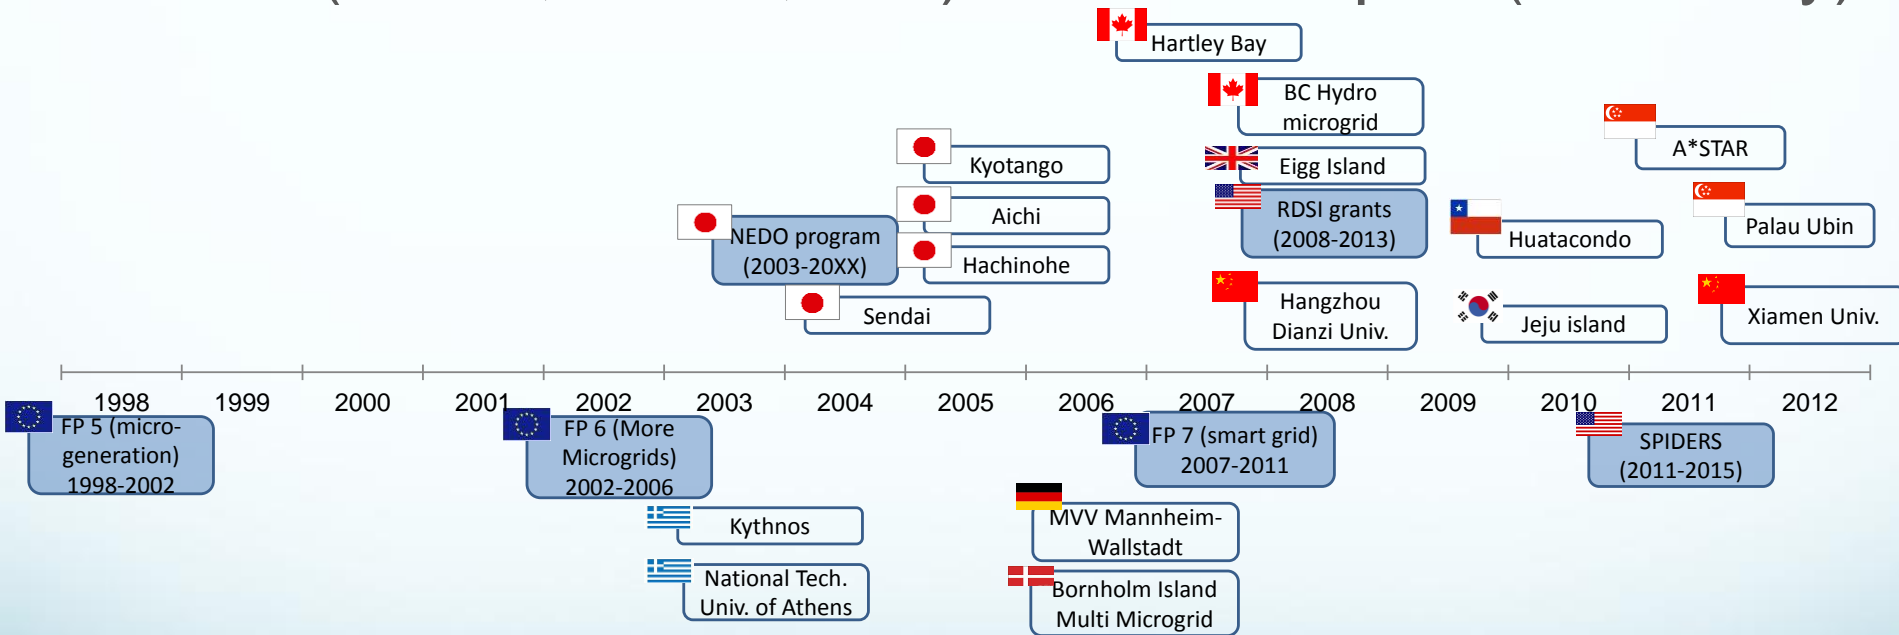 Hartley Bay
BC Hydro
microgrid
A*STAR
Kyotango
Eigg Island
Aichi
RDSI grants
(2008-2013)
Palau Ubin
NEDO program
(2003-20XX)
Huatacondo
Hachinohe
Sendai
Hangzhou
Dianzi Univ.
Jeju island
Xiamen Univ.
1998 1999 2000 2001 2002 2003 2004 2005 2006 2007 2008 2009 2010 2011 2012
FP 5 (micro-
generation)
1998-2002
FP 6 (More
Microgrids)
2002-2006
FP 7 (smart grid)
2007-2011
SPIDERS
(2011-2015)
Kythnos
MVV Mannheim-
Wallstadt
National Tech.
Univ. of Athens
Bornholm Island
Multi Microgrid